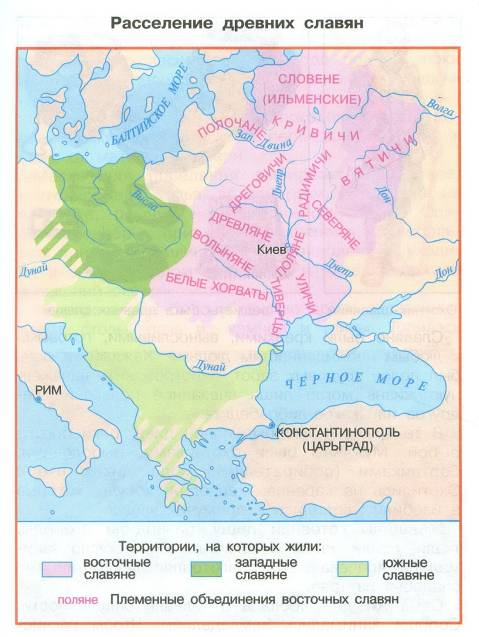 Расселение древних славян
БАЛТИЙСКОЕ МОРЕ
СЛОВЕНЕ
(ИЛЬМЕНСКИЕ)
Волга
КРИВИЧИ
ПОЛОЧАНЕ
Зап. Двина
ВЯТИЧИ
ДРЕГОВИЧИ
Днепр
РАДИМИЧИ
Дон
Висла
СЕВЕРЯНЕ
ДРЕВЛЯНЕ
ВОЛЫНЯНЕ
Киев
ПОЛЯНЕ
Днепр
Дон
Дунай
БЕЛЫЕ ХОРВАТЫ
ТИВЕРЦЫ
УЛИЧИ
Дунай
ЧЕРНОЕ МОРЕ
РИМ
КОНСТАНТИНОПОЛЬ
(ЦАРЬГРАД)
Территории, на которых жили:
восточные
славяне
западные
славяне
южные
славяне
поляне Племенные объединения восточных славян